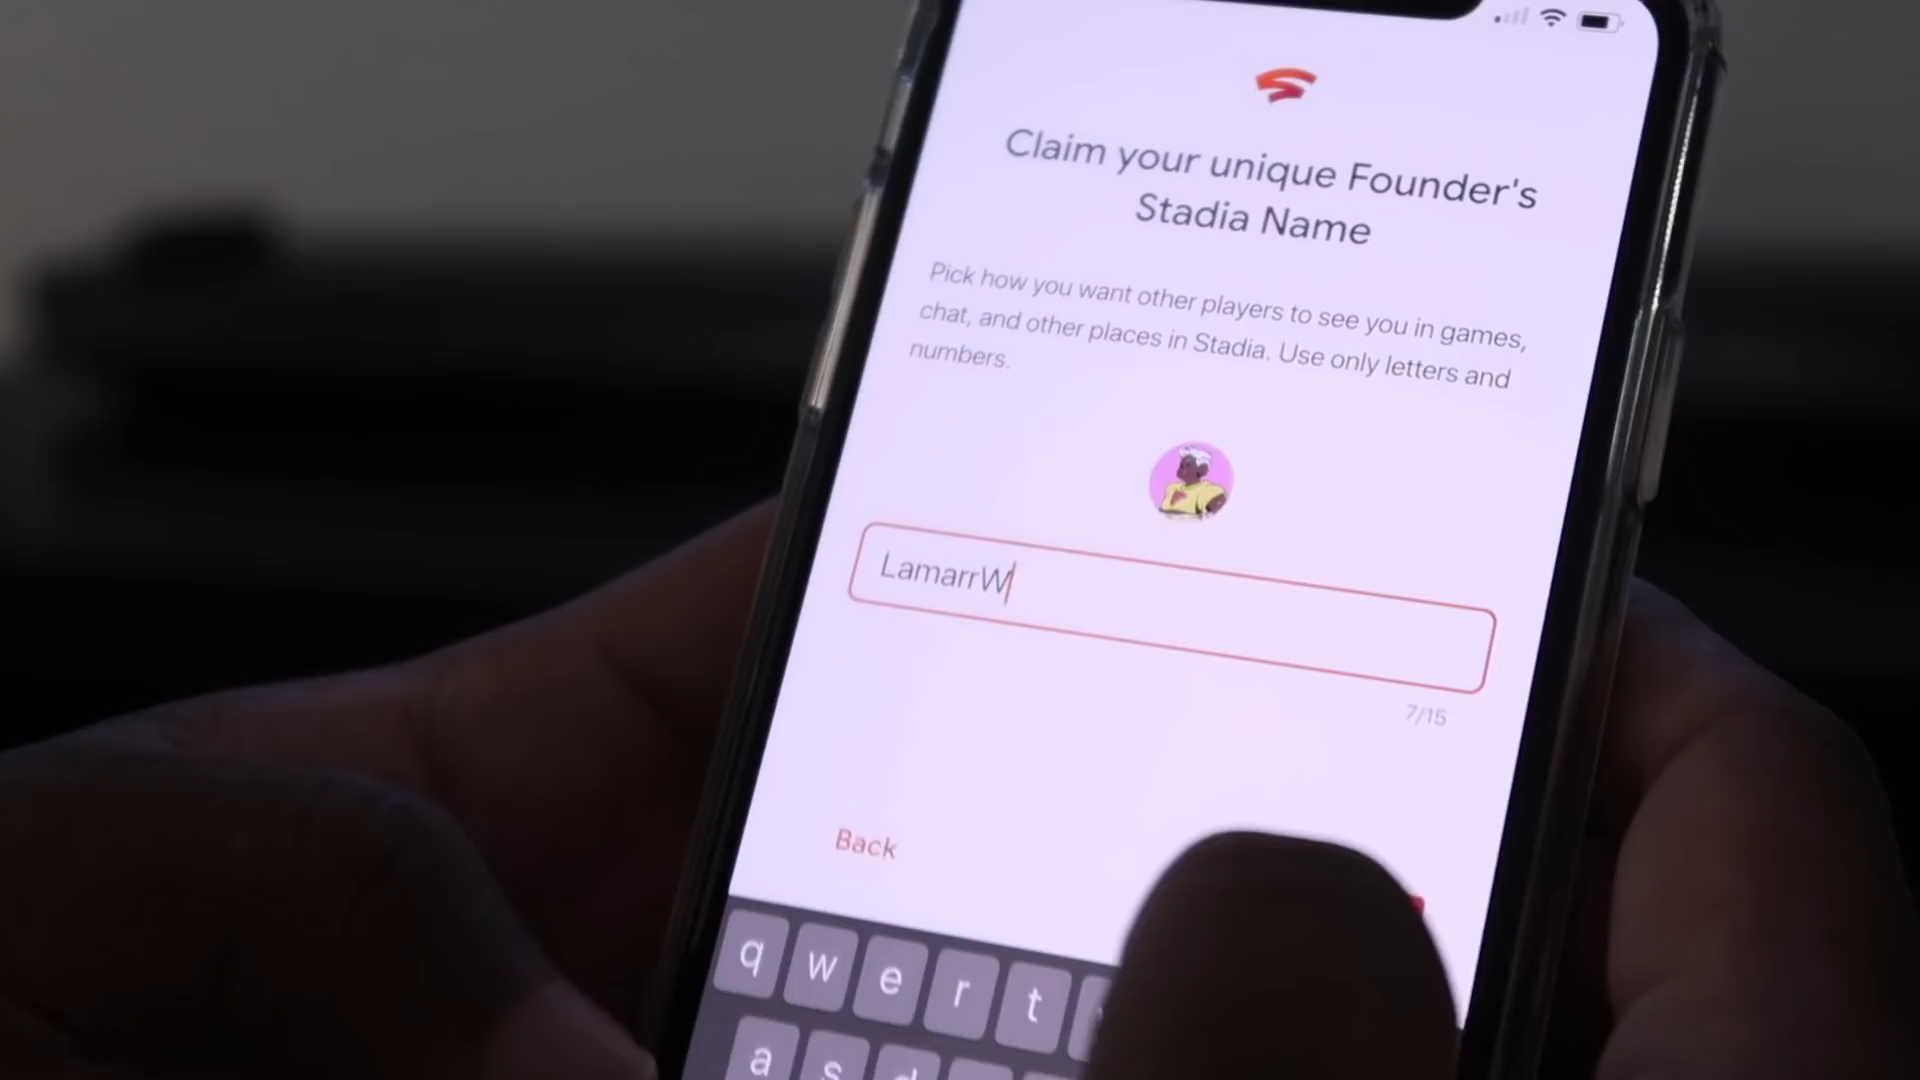 Claim your unique Founder's
Stadia Name
Pick how you want other players to see you in games,
chat, and other places in Stadia. Use only letters and
numbers.
LamarrW
7/15
Back
q w e r t
a s d